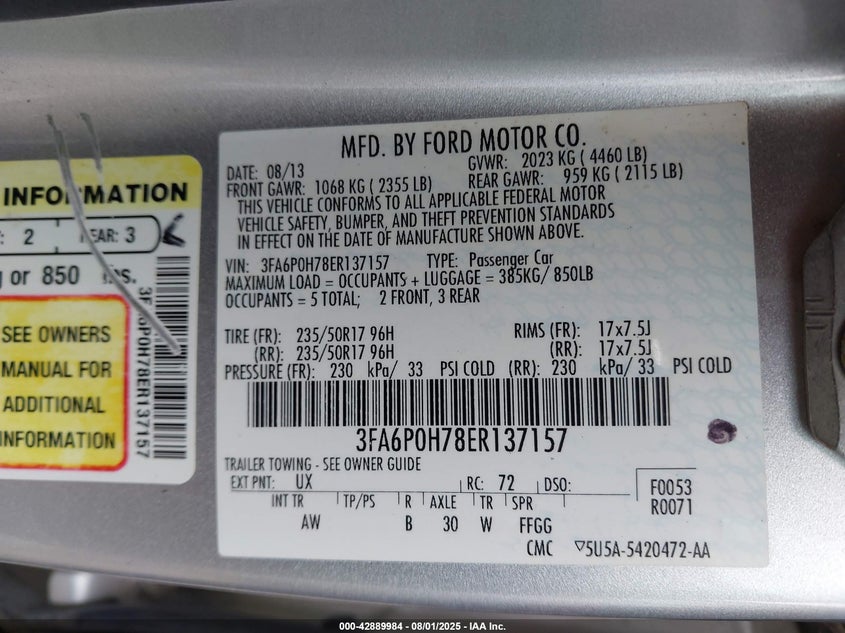 INFORMATION
2 REAR: 3
or 850 lbs.
SEE OWNERS
MANUAL FOR
ADDITIONAL
INFORMATION
3FA6P0H78ER137157
MFD. BY FORD MOTOR CO.
DATE: 08/13 GVWR: 2023 KG ( 4460 LB)
FRONT GAWR: 1068 KG ( 2355 LB) REAR GAWR: 959 KG ( 2115 LB)
THIS VEHICLE CONFORMS TO ALL APPLICABLE FEDERAL MOTOR
VEHICLE SAFETY, BUMPER, AND THEFT PREVENTION STANDARDS
IN EFFECT ON THE DATE OF MANUFACTURE SHOWN ABOVE.
VIN: 3FA6P0H78ER137157 TYPE: Passenger Car
MAXIMUM LOAD = OCCUPANTS + LUGGAGE = 385KG/ 850LB
OCCUPANTS = 5 TOTAL; 2 FRONT, 3 REAR
TIRE (FR): 235/50R17 96H RIMS (FR): 17x7.5J
(RR): 235/50R17 96H (RR): 17x7.5J
PRESSURE (FR): 230 kPa/ 33 PSI COLD (RR): 230 kPa/ 33 PSI COLD
3FA6P0H78ER137157
TRAILER TOWING - SEE OWNER GUIDE
EXT PNT: UX RC: 72 DSO: F0053
R0071
INT TR TP/PS R AXLE TR SPR
AW B 30 W FFGG
CMC ▽5U5A-5420472-AA
000-42889984 - 08/01/2025 - IAA Inc.